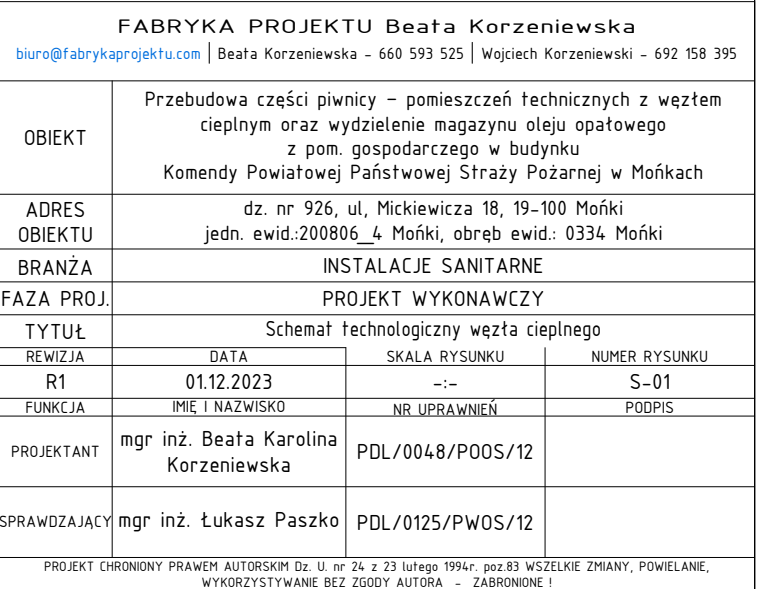 FABRYKA PROJEKTU Beata Korzeniewska
biuro@fabrykaprojektu.com | Beata Korzeniewska - 660 593 525 | Wojciech Korzeniewski - 692 158 395
OBIEKT
Przebudowa części piwnicy – pomieszczeń technicznych z węzłem
cieplnym oraz wydzielenie magazynu oleju opałowego
z pom. gospodarczego w budynku
Komendy Powiatowej Państwowej Straży Pożarnej w Mońkach
ADRES
OBIEKTU
dz. nr 926, ul, Mickiewicza 18, 19-100 Mońki
jedn. ewid.:200806_4 Mońki, obręb ewid.: 0334 Mońki
BRANŻA INSTALACJE SANITARNE
FAZA PROJ. PROJEKT WYKONAWCZY
TYTUŁ Schemat technologiczny węzła cieplnego
REWIZJA DATA SKALA RYSUNKU NUMER RYSUNKU
R1 01.12.2023 -:- S-01
FUNKCJA IMIĘ I NAZWISKO NR UPRAWNIEŃ PODPIS
PROJEKTANT
mgr inż. Beata Karolina
Korzeniewska
PDL/0048/POOS/12
SPRAWDZAJĄCY mgr inż. Łukasz Paszko PDL/0125/PWOS/12
PROJEKT CHRONIONY PRAWEM AUTORSKIM Dz. U. nr 24 z 23 lutego 1994r. poz.83 WSZELKIE ZMIANY, POWIELANIE,
WYKORZYSTYWANIE BEZ ZGODY AUTORA - ZABRONIONE !